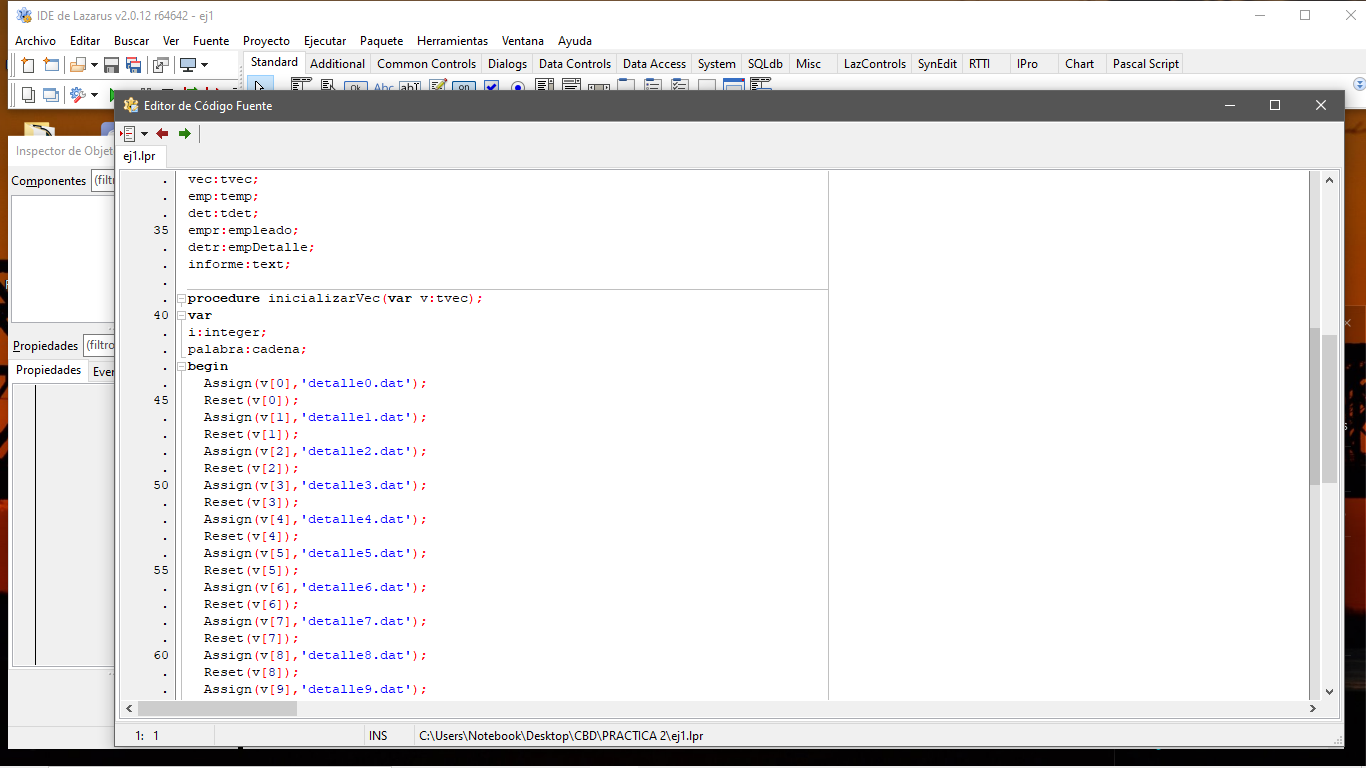 IDE de Lazarus v2.0.12 r64642 - ej1
Archivo Editar Buscar Ver Fuente Proyecto Ejecutar Paquete Herramientas Ventana Ayuda
Standard Additional Common Controls Dialogs Data Controls Data Access System SQLdb Misc LazControls SynEdit RTTI IPro Chart Pascal Script
Ok Abc abI on
Editor de Código Fuente
Inspector de Objet
ej1.lpr
Componentes (filt
. vec:tvec;
. emp:temp;
. det:tdet;
35 empr:empleado;
. detr:empDetalle;
. informe:text;
.
. procedure inicializarVec(var v:tvec);
40 var
. i:integer;
. palabra:cadena;
. begin
. Assign(v[0],'detalle0.dat');
45 Reset(v[0]);
. Assign(v[1],'detalle1.dat');
. Reset(v[1]);
. Assign(v[2],'detalle2.dat');
. Reset(v[2]);
50 Assign(v[3],'detalle3.dat');
. Reset(v[3]);
. Assign(v[4],'detalle4.dat');
. Reset(v[4]);
. Assign(v[5],'detalle5.dat');
55 Reset(v[5]);
. Assign(v[6],'detalle6.dat');
. Reset(v[6]);
. Assign(v[7],'detalle7.dat');
. Reset(v[7]);
60 Assign(v[8],'detalle8.dat');
. Reset(v[8]);
. Assign(v[9],'detalle9.dat');
Propiedades (filtro
Propiedades Ever
1: 1 INS C:\Users\Notebook\Desktop\CBD\PRACTICA 2\ej1.lpr